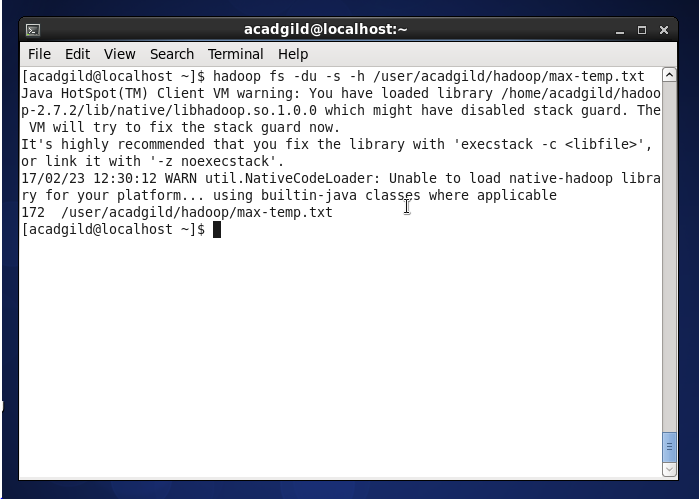 acadgild@localhost:~
File Edit View Search Terminal Help
[acadgild@localhost ~]$ hadoop fs -du -s -h /user/acadgild/hadoop/max-temp.txt
Java HotSpot(TM) Client VM warning: You have loaded library /home/acadgild/hadoo
p-2.7.2/lib/native/libhadoop.so.1.0.0 which might have disabled stack guard. The
 VM will try to fix the stack guard now.
It's highly recommended that you fix the library with 'execstack -c <libfile>',
or link it with '-z noexecstack'.
17/02/23 12:30:12 WARN util.NativeCodeLoader: Unable to load native-hadoop libra
ry for your platform... using builtin-java classes where applicable
172  /user/acadgild/hadoop/max-temp.txt
[acadgild@localhost ~]$